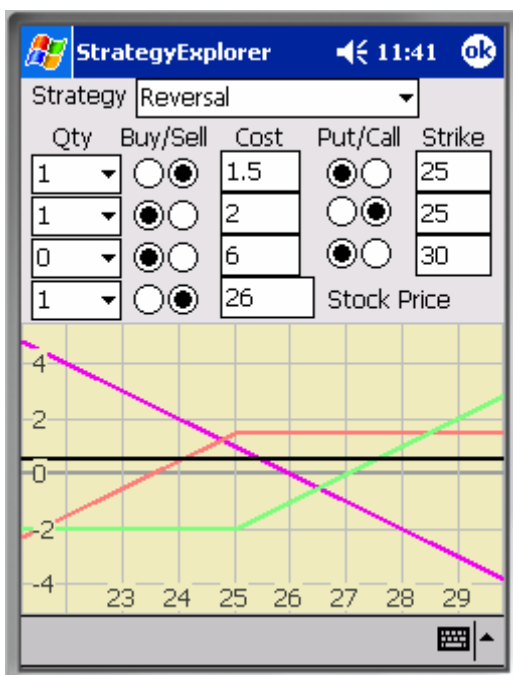 StrategyExplorer 11:41 ok
Strategy Reversal
Qty Buy/Sell Cost Put/Call Strike
1 1.5 25
1 2 25
0 6 30
1 26 Stock Price
4
2
0
-2
-4
23 24 25 26 27 28 29